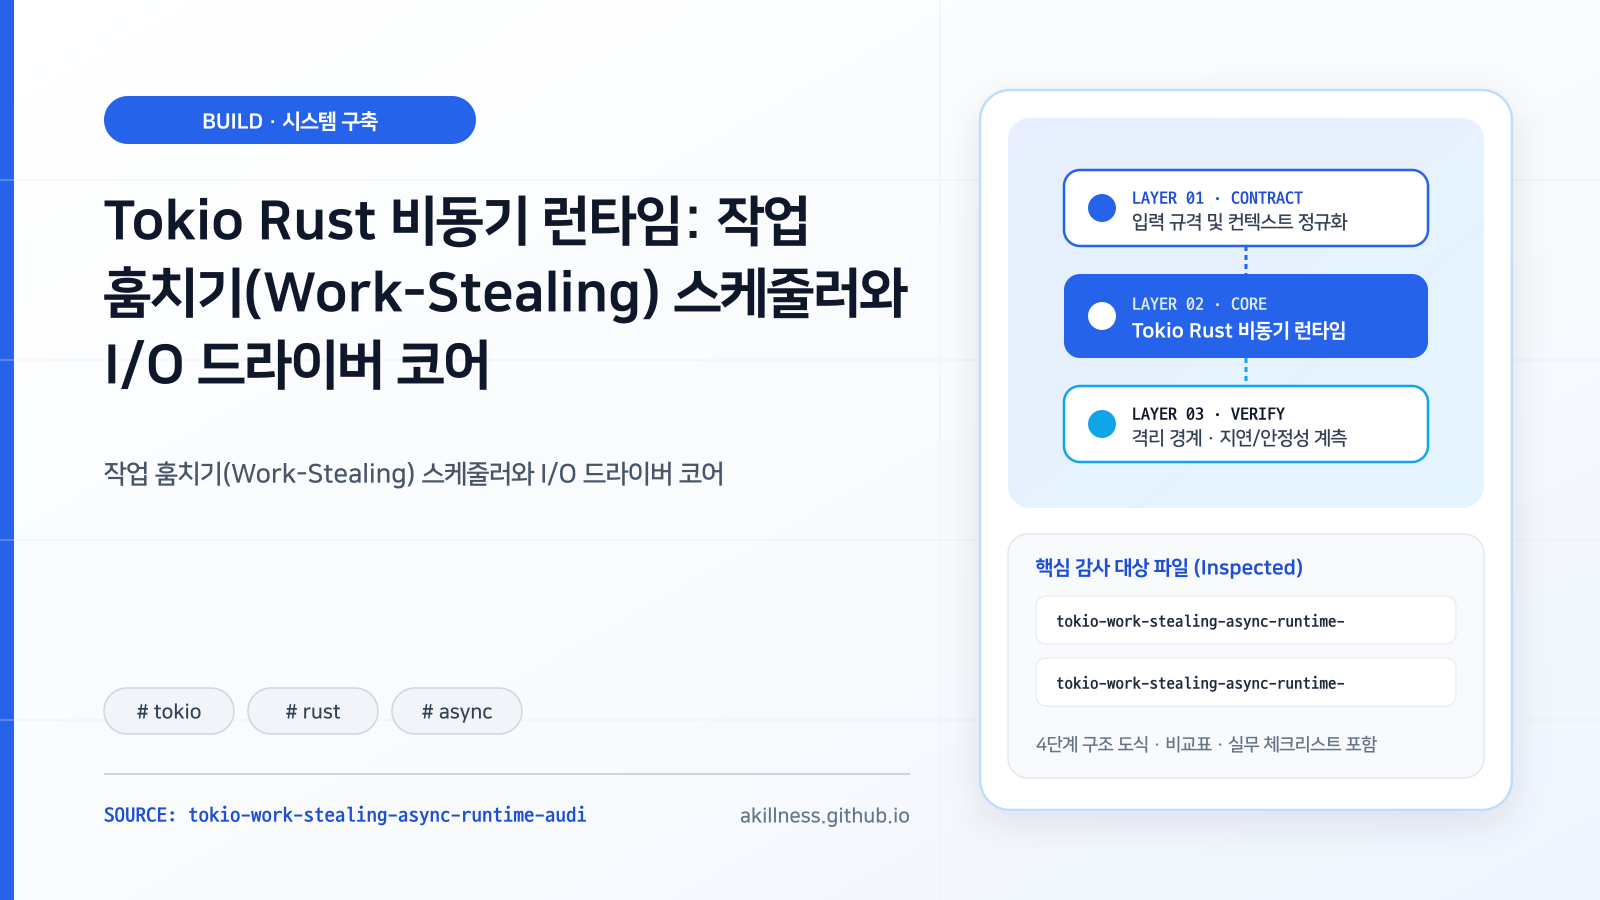 BUILD · 시스템 구축
Tokio Rust 비동기 런타임: 작업
훔치기(Work-Stealing) 스케줄러와
I/O 드라이버 코어
작업 훔치기(Work-Stealing) 스케줄러와 I/O 드라이버 코어
# tokio
# rust
# async
SOURCE: tokio-work-stealing-async-runtime-audi
akillness.github.io
LAYER 01 · CONTRACT
입력 규격 및 컨텍스트 정규화
LAYER 02 · CORE
Tokio Rust 비동기 런타임
LAYER 03 · VERIFY
격리 경계 · 지연/안정성 계측
핵심 감사 대상 파일 (Inspected)
tokio-work-stealing-async-runtime-
tokio-work-stealing-async-runtime-
4단계 구조 도식 · 비교표 · 실무 체크리스트 포함